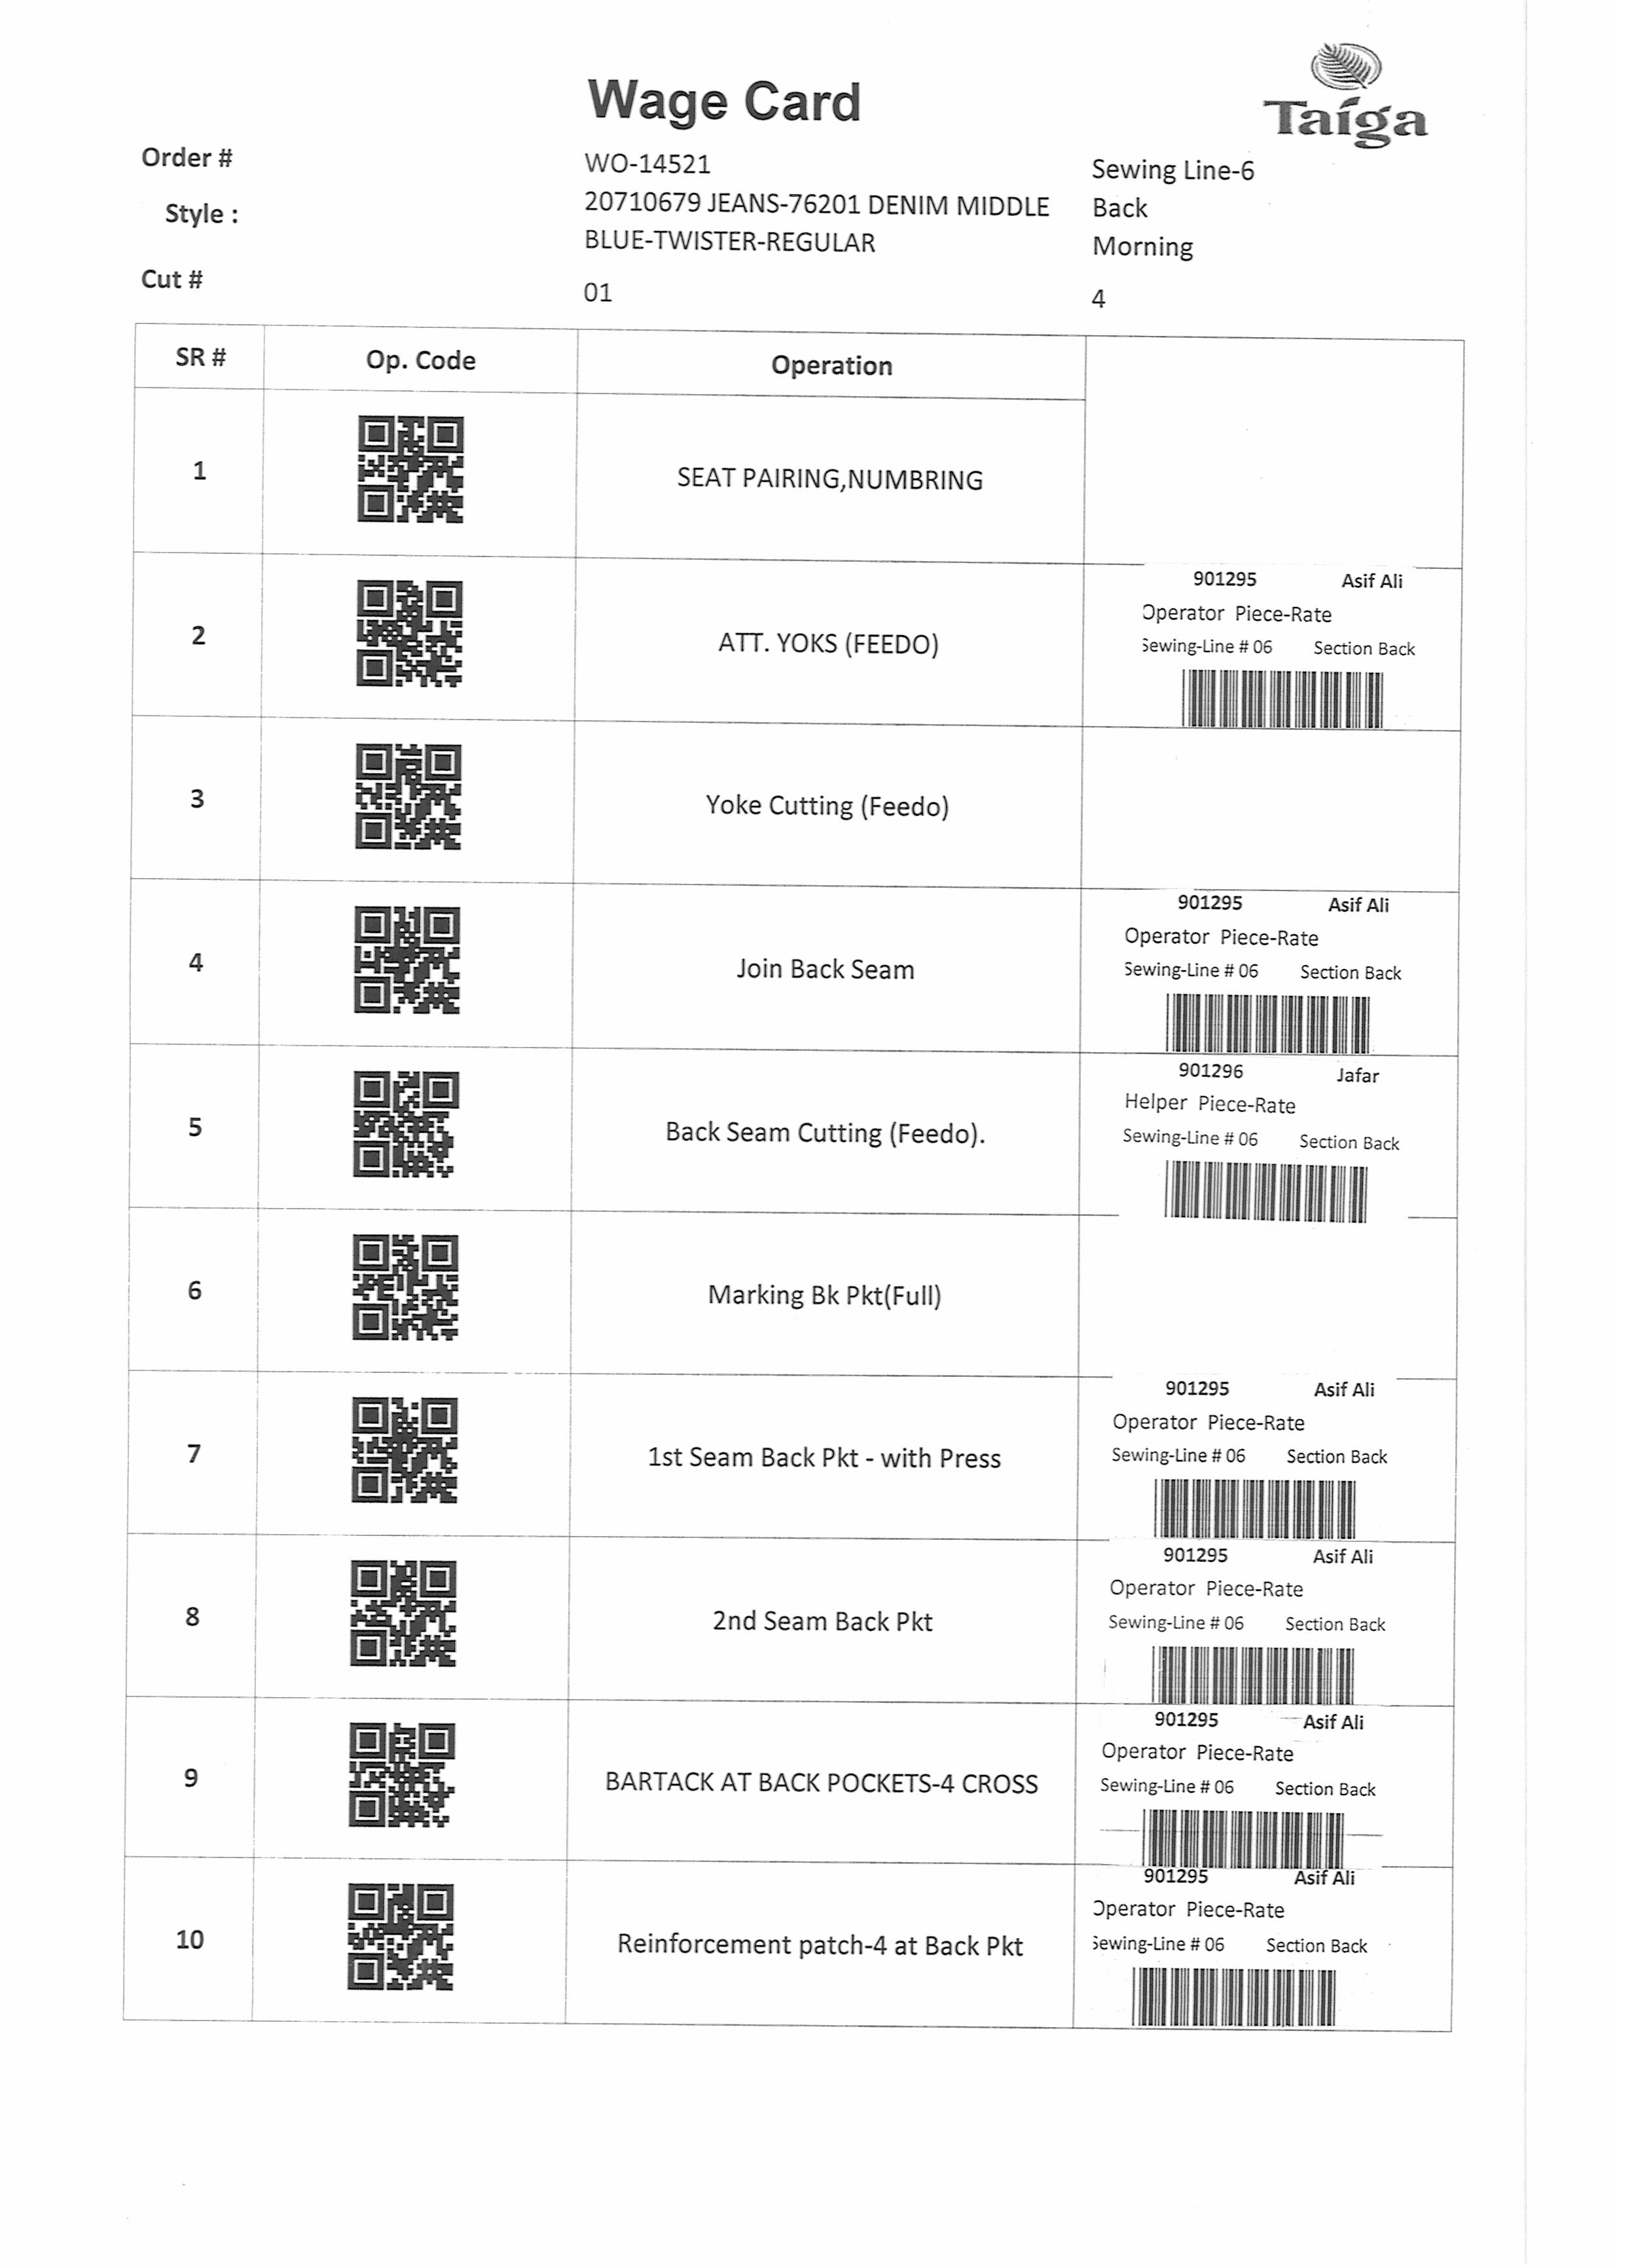 Wage Card
Taiga
Order #
WO-14521
Sewing Line-6
Style :
20710679 JEANS-76201 DENIM MIDDLE
BLUE-TWISTER-REGULAR
Back
Morning
Cut #
01
4
SR #
Op. Code
Operation
1
SEAT PAIRING,NUMBRING
2
ATT. YOKS (FEEDO)
901295 Asif Ali
Operator Piece-Rate
Sewing-Line # 06 Section Back
3
Yoke Cutting (Feedo)
4
Join Back Seam
901295 Asif Ali
Operator Piece-Rate
Sewing-Line # 06 Section Back
5
Back Seam Cutting (Feedo).
901296 Jafar
Helper Piece-Rate
Sewing-Line # 06 Section Back
6
Marking Bk Pkt(Full)
7
1st Seam Back Pkt - with Press
901295 Asif Ali
Operator Piece-Rate
Sewing-Line # 06 Section Back
8
2nd Seam Back Pkt
901295 Asif Ali
Operator Piece-Rate
Sewing-Line # 06 Section Back
9
BARTACK AT BACK POCKETS-4 CROSS
901295 Asif Ali
Operator Piece-Rate
Sewing-Line # 06 Section Back
10
Reinforcement patch-4 at Back Pkt
901295 Asif Ali
Operator Piece-Rate
Sewing-Line # 06 Section Back